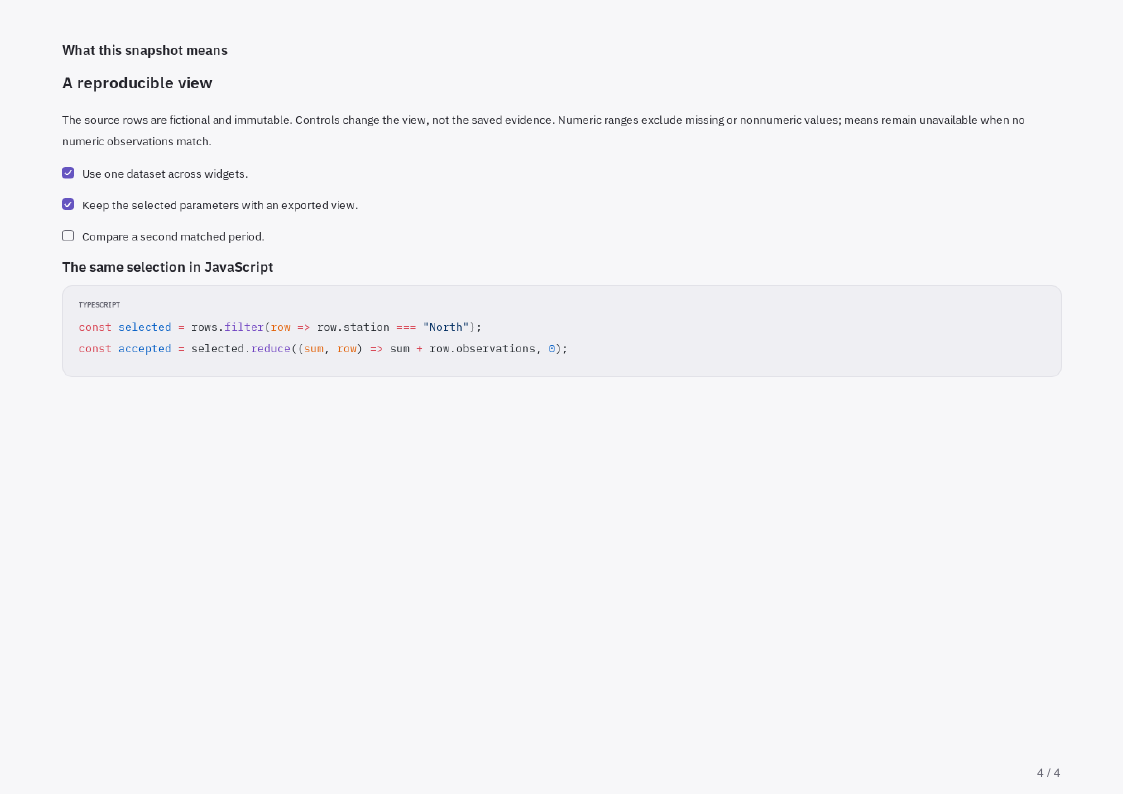 What this snapshot means
A reproducible view
The source rows are fictional and immutable. Controls change the view, not the saved evidence. Numeric ranges exclude missing or nonnumeric values; means remain unavailable when no
numeric observations match.
Use one dataset across widgets.
Keep the selected parameters with an exported view.
Compare a second matched period.
The same selection in JavaScript
TYPESCRIPT
const selected = rows.filter(row => row.station === "North");
const accepted = selected.reduce((sum, row) => sum + row.observations, 0);
4 / 4